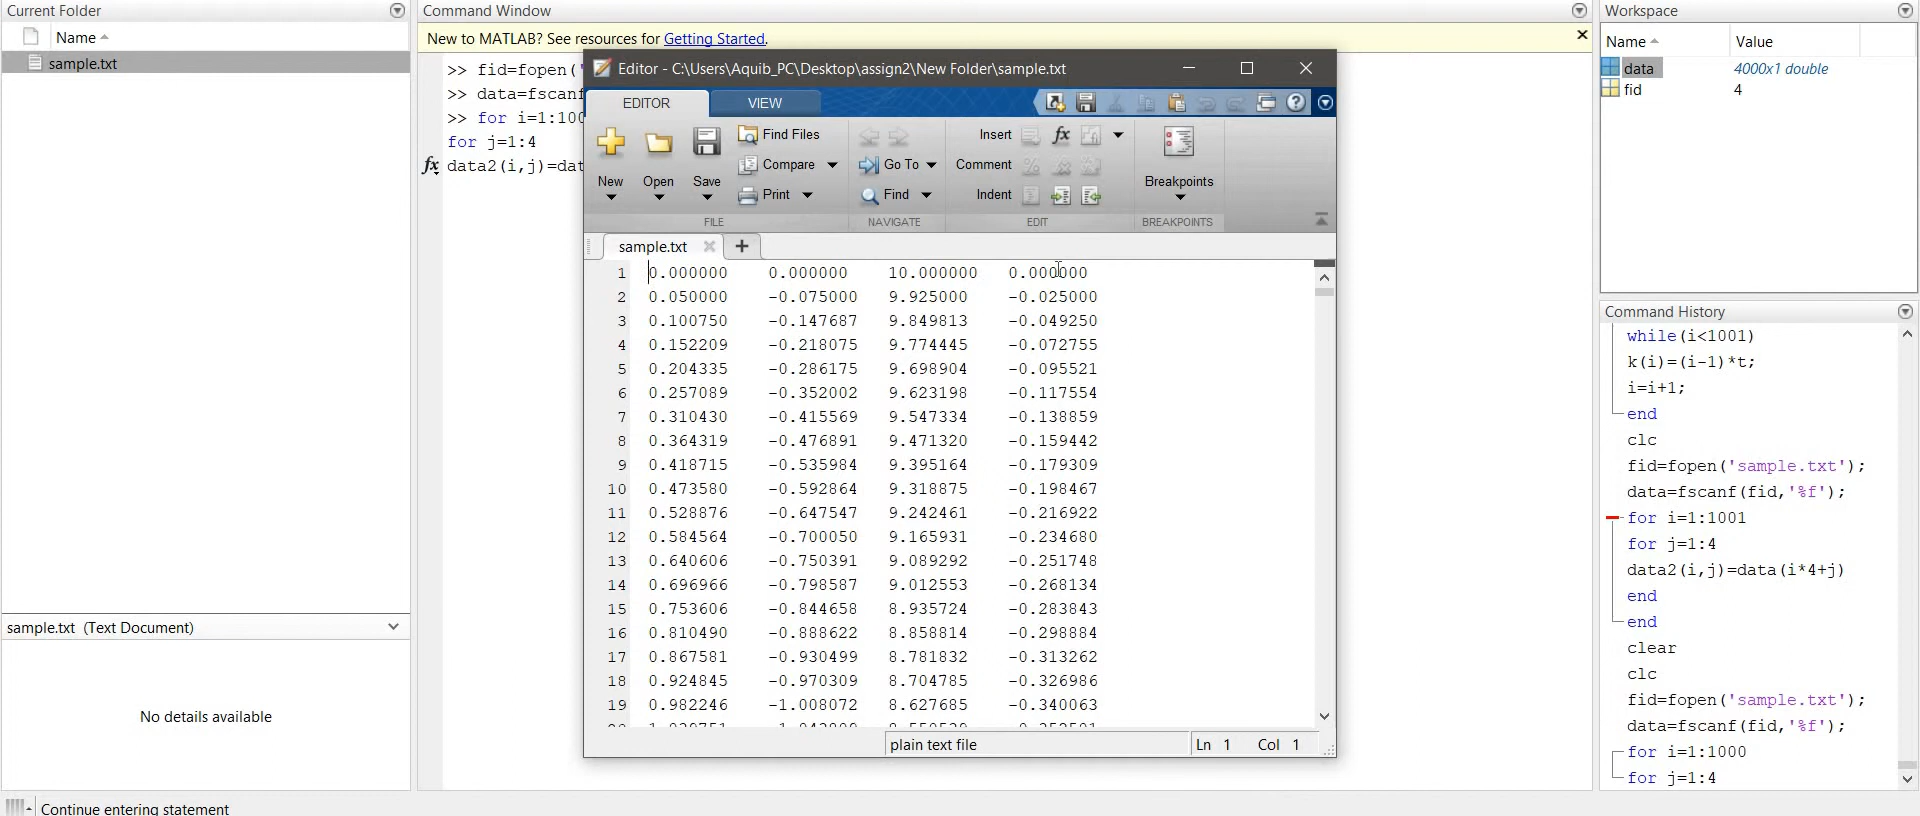 Current Folder
Name
sample.txt
sample.txt (Text Document)
No details available
Continue entering statement
Command Window
New to MATLAB? See resources for Getting Started.
>> fid=fopen('
>> data=fscanf
>> for i=1:100
for j=1:4
fx data2(i,j)=dat
Editor - C:\Users\Aquib_PC\Desktop\assign2\New Folder\sample.txt
EDITOR VIEW
New Open Save
Find Files
Compare
Print
FILE
Go To
Find
NAVIGATE
Insert fx
Comment
Indent
EDIT
Breakpoints
BREAKPOINTS
sample.txt
1 0.000000 0.000000 10.000000 0.000000
2 0.050000 -0.075000 9.925000 -0.025000
3 0.100750 -0.147687 9.849813 -0.049250
4 0.152209 -0.218075 9.774445 -0.072755
5 0.204335 -0.286175 9.698904 -0.095521
6 0.257089 -0.352002 9.623198 -0.117554
7 0.310430 -0.415569 9.547334 -0.138859
8 0.364319 -0.476891 9.471320 -0.159442
9 0.418715 -0.535984 9.395164 -0.179309
10 0.473580 -0.592864 9.318875 -0.198467
11 0.528876 -0.647547 9.242461 -0.216922
12 0.584564 -0.700050 9.165931 -0.234680
13 0.640606 -0.750391 9.089292 -0.251748
14 0.696966 -0.798587 9.012553 -0.268134
15 0.753606 -0.844658 8.935724 -0.283843
16 0.810490 -0.888622 8.858814 -0.298884
17 0.867581 -0.930499 8.781832 -0.313262
18 0.924845 -0.970309 8.704785 -0.326986
19 0.982246 -1.008072 8.627685 -0.340063
plain text file Ln 1 Col 1
Workspace
Name Value
data 4000x1 double
fid 4
Command History
while(i<1001)
k(i)=(i-1)*t;
i=i+1;
end
clc
fid=fopen('sample.txt');
data=fscanf(fid,'%f');
for i=1:1001
for j=1:4
data2(i,j)=data(i*4+j)
end
end
clear
clc
fid=fopen('sample.txt');
data=fscanf(fid,'%f');
for i=1:1000
for j=1:4